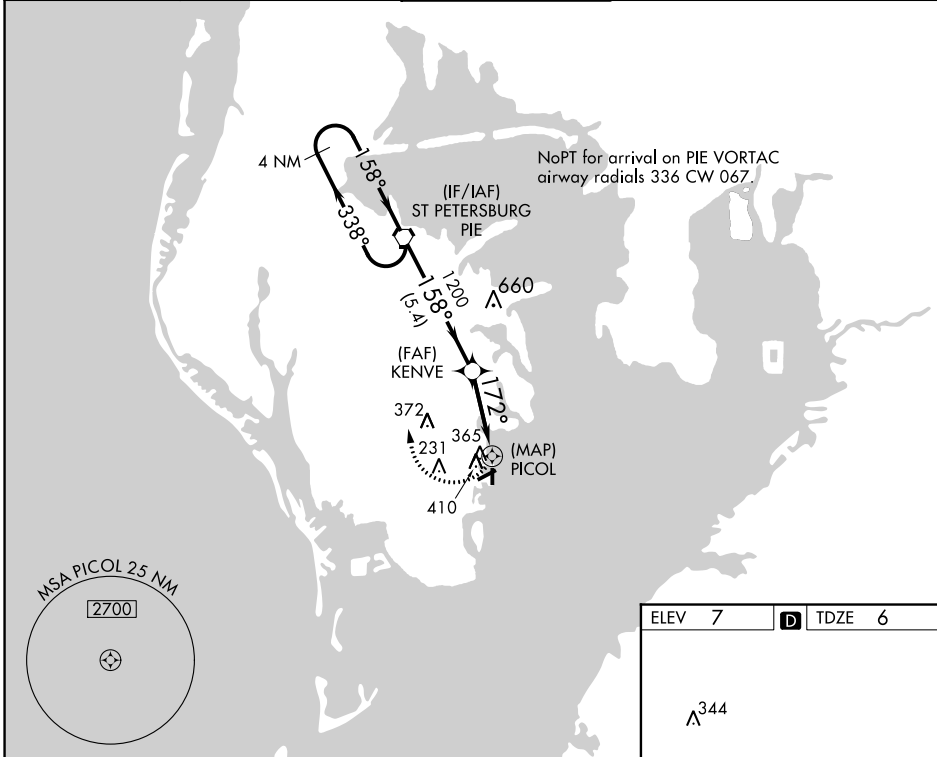 4 NM
158°
338°
NoPT for arrival on PIE VORTAC
airway radials 336 CW 067.
(IF/IAF)
ST PETERSBURG
PIE
1200
158°
(5.4)
660
(FAF)
KENVE
172°
372
231
365
410
(MAP)
PICOL
MSA PICOL 25 NM
2700
ELEV 7 D TDZE 6
344